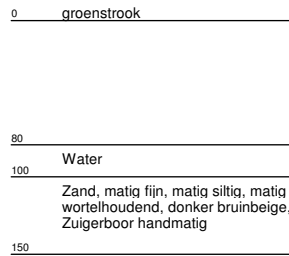 0 groenstrook
80
Water
100
Zand, matig fijn, matig siltig, matig
wortelhoudend, donker bruinbeige,
Zuigerboor handmatig
150